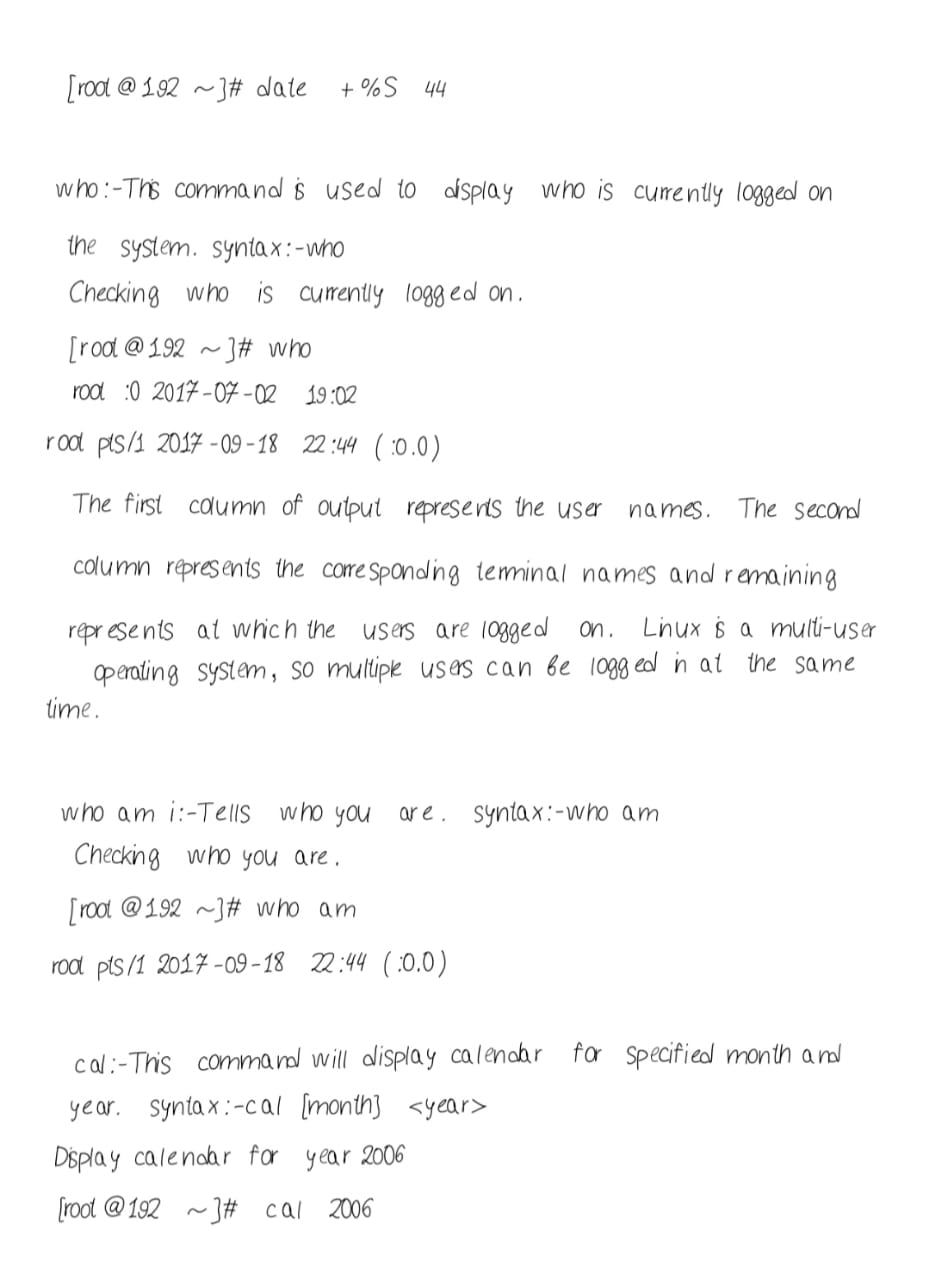 [root @ 192 ~]# date + %S 44
who:-This command is used to display who is currently logged on
the system. syntax:-who
Checking who is currently logged on.
[root @ 192 ~]# who
root :0 2017-07-02 19:02
root pts/1 2017-09-18 22:44 (:0.0)
The first column of output represents the user names. The second
column represents the corresponding terminal names and remaining
represents at which the users are logged on. Linux is a multi-user
operating system, so multiple users can be logged in at the same
time.
who am i:-Tells who you are. syntax:-who am
Checking who you are.
[root @ 192 ~]# who am
root pts/1 2017-09-18 22:44 (:0.0)
cal:-This command will display calendar for specified month and
year. syntax:-cal [month] <year>
Display calendar for year 2006
[root @ 192 ~]# cal 2006